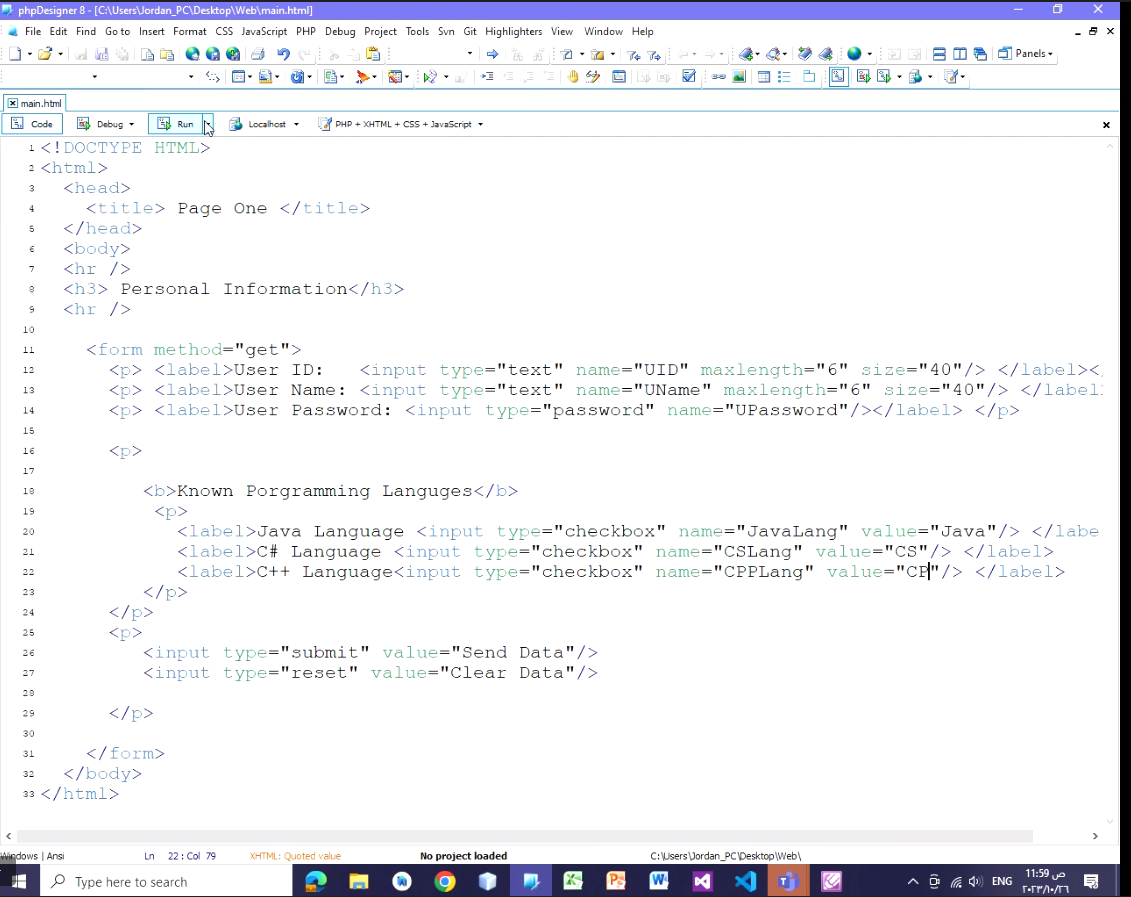 phpDesigner 8 - [C:\Users\Jordan_PC\Desktop\Web\main.html]
File Edit Find Go to Insert Format CSS JavaScript PHP Debug Project Tools Svn Git Highlighters View Window Help
Panels
main.html
Code Debug Run Localhost PHP + XHTML + CSS + JavaScript
1 <!DOCTYPE HTML>
2 <html>
3 <head>
4 <title> Page One </title>
5 </head>
6 <body>
7 <hr />
8 <h3> Personal Information</h3>
9 <hr />
10
11 <form method="get">
12 <p> <label>User ID: <input type="text" name="UID" maxlength="6" size="40"/> </label><
13 <p> <label>User Name: <input type="text" name="UName" maxlength="6" size="40"/> </label
14 <p> <label>User Password: <input type="password" name="UPassword"/></label> </p>
15
16 <p>
17
18 <b>Known Porgramming Languges</b>
19 <p>
20 <label>Java Language <input type="checkbox" name="JavaLang" value="Java"/> </labe
21 <label>C# Language <input type="checkbox" name="CSLang" value="CS"/> </label>
22 <label>C++ Language<input type="checkbox" name="CPPLang" value="CP"/> </label>
23 </p>
24 </p>
25 <p>
26 <input type="submit" value="Send Data"/>
27 <input type="reset" value="Clear Data"/>
28
29 </p>
30
31 </form>
32 </body>
33 </html>
Windows | Ansi Ln 22 : Col 79 XHTML: Quoted value No project loaded C:\Users\Jordan_PC\Desktop\Web\
Type here to search ENG 11:59 ص
٢٠٢٣/١٠/٢٦